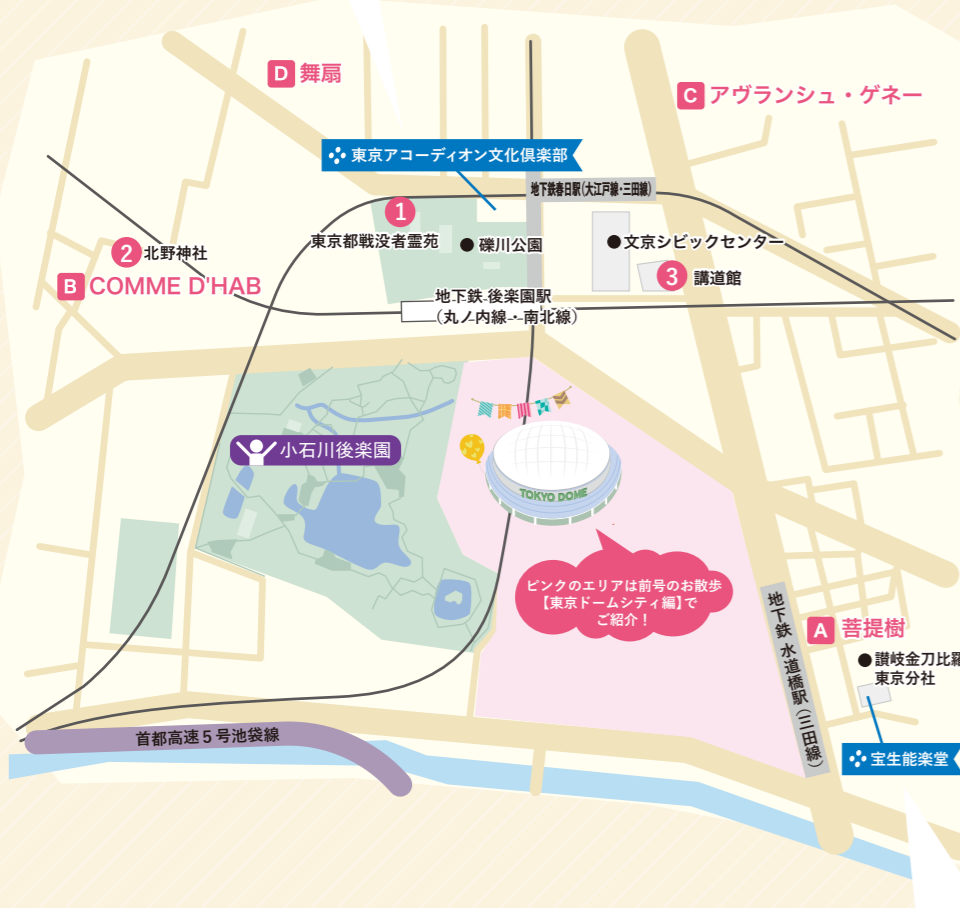 D 舞扇
C アヴランシュ・ゲネー
東京アコーディオン文化倶楽部
地下鉄春日駅(大江戸線・三田線)
1
東京都戦没者霊苑
礫川公園
文京シビックセンター
2 北野神社
3 講道館
B COMME D'HAB
地下鉄 後楽園駅
(丸ノ内線・南北線)
小石川後楽園
TOKYO DOME
ピンクのエリアは前号のお散歩
【東京ドームシティ編】で
ご紹介!
地下鉄 水道橋駅(三田線)
A 菩提樹
讃岐金刀比羅
東京分社
首都高速5号池袋線
宝生能楽堂